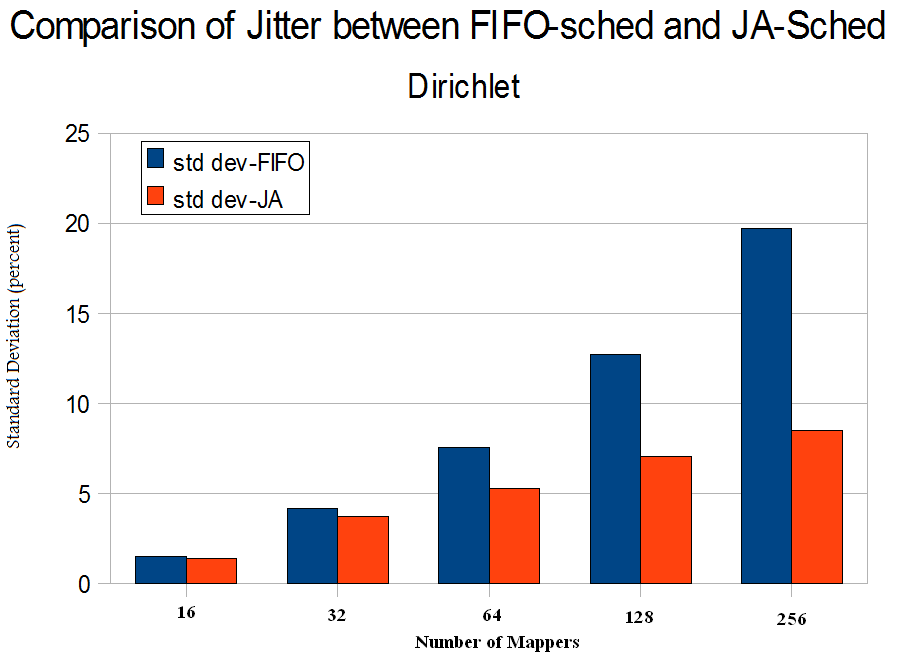 Comparison of Jitter between FIFO-sched and JA-Sched
Dirichlet
25
20
15
10
5
0
std dev-FIFO
std dev-JA
Standard Deviation (percent)
16 32 64 128 256
Number of Mappers